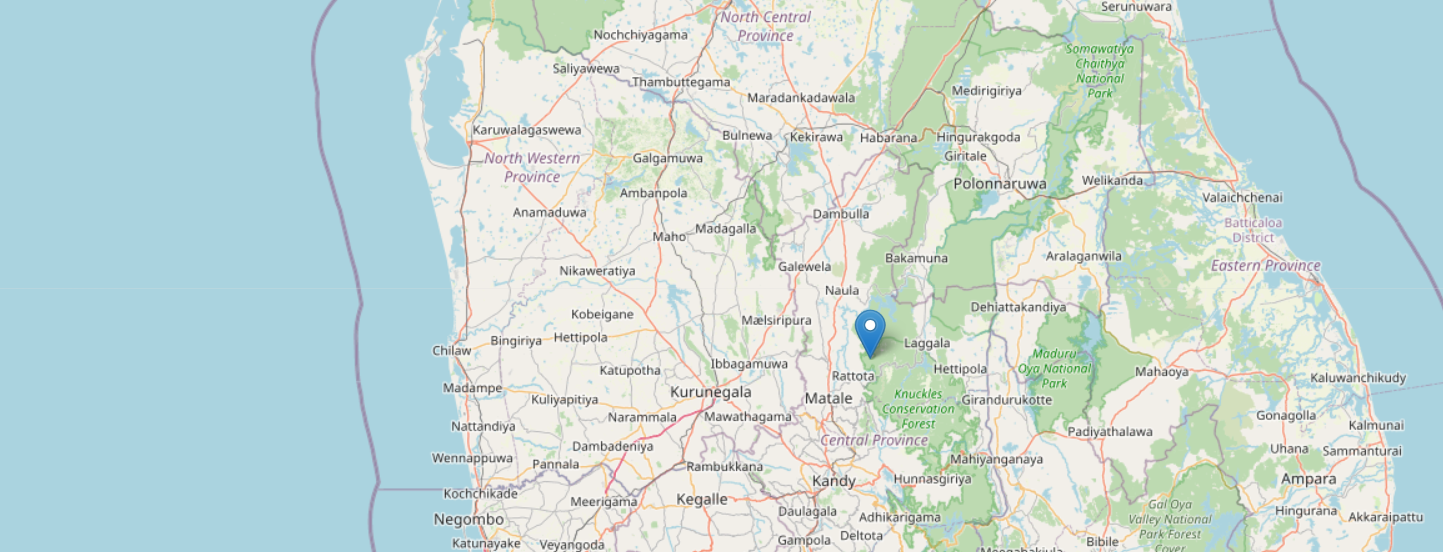 Serunuwara
North Central
Province
Nochchiyagama
Somawatiya
Chaithya
National
Park
Saliyawewa
Thambuttegama
Medirigiriya
Maradankadawala
Karuwalagaswewa
Bulnewa
Kekirawa
Habarana
Hingurakgoda
North Western
Province
Galgamuwa
Giritale
Polonnaruwa
Welikanda
Ambanpola
Valaichchenai
Anamaduwa
Dambulla
Madagalla
Maho
Batticaloa
District
Bakamuna
Aralaganwila
Galewela
Eastern Province
Nikaweratiya
Naula
Dehiattakandiya
Kobeigane
Mælsiripura
Bingiriya
Hettipola
Laggala
Chilaw
Maduru
Oya National
Park
Ibbagamuwa
Katupotha
Rattota
Hettipola
Mahaoya
Kaluwanchikudy
Madampe
Kurunegala
Matale
Knuckles
Conservation
Forest
Kuliyapitiya
Girandurukotte
Narammala
Mawathagama
Gonagolla
Nattandiya
Kalmunai
Padiyathalawa
Central Province
Dambadeniya
Uhana
Sammanturai
Wennappuwa
Pannala
Rambukkana
Mahiyanganaya
Kandy
Hunnasgiriya
Ampara
Kochchikade
Meerigama
Kegalle
Gal Oya
Valley National
Park Forest
Cover
Daulagala
Hingurana
Negombo
Adhikarigama
Akkaraipattu
Katunayake
Veyangoda
Gampola
Deltota
Bibile